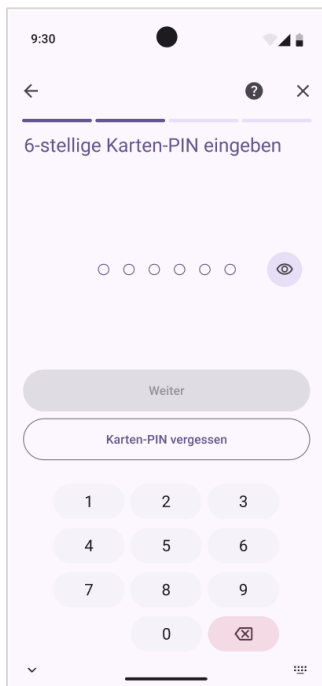 9:30
?
6-stellige Karten-PIN eingeben
Weiter
Karten-PIN vergessen
1 2 3
4 5 6
7 8 9
0